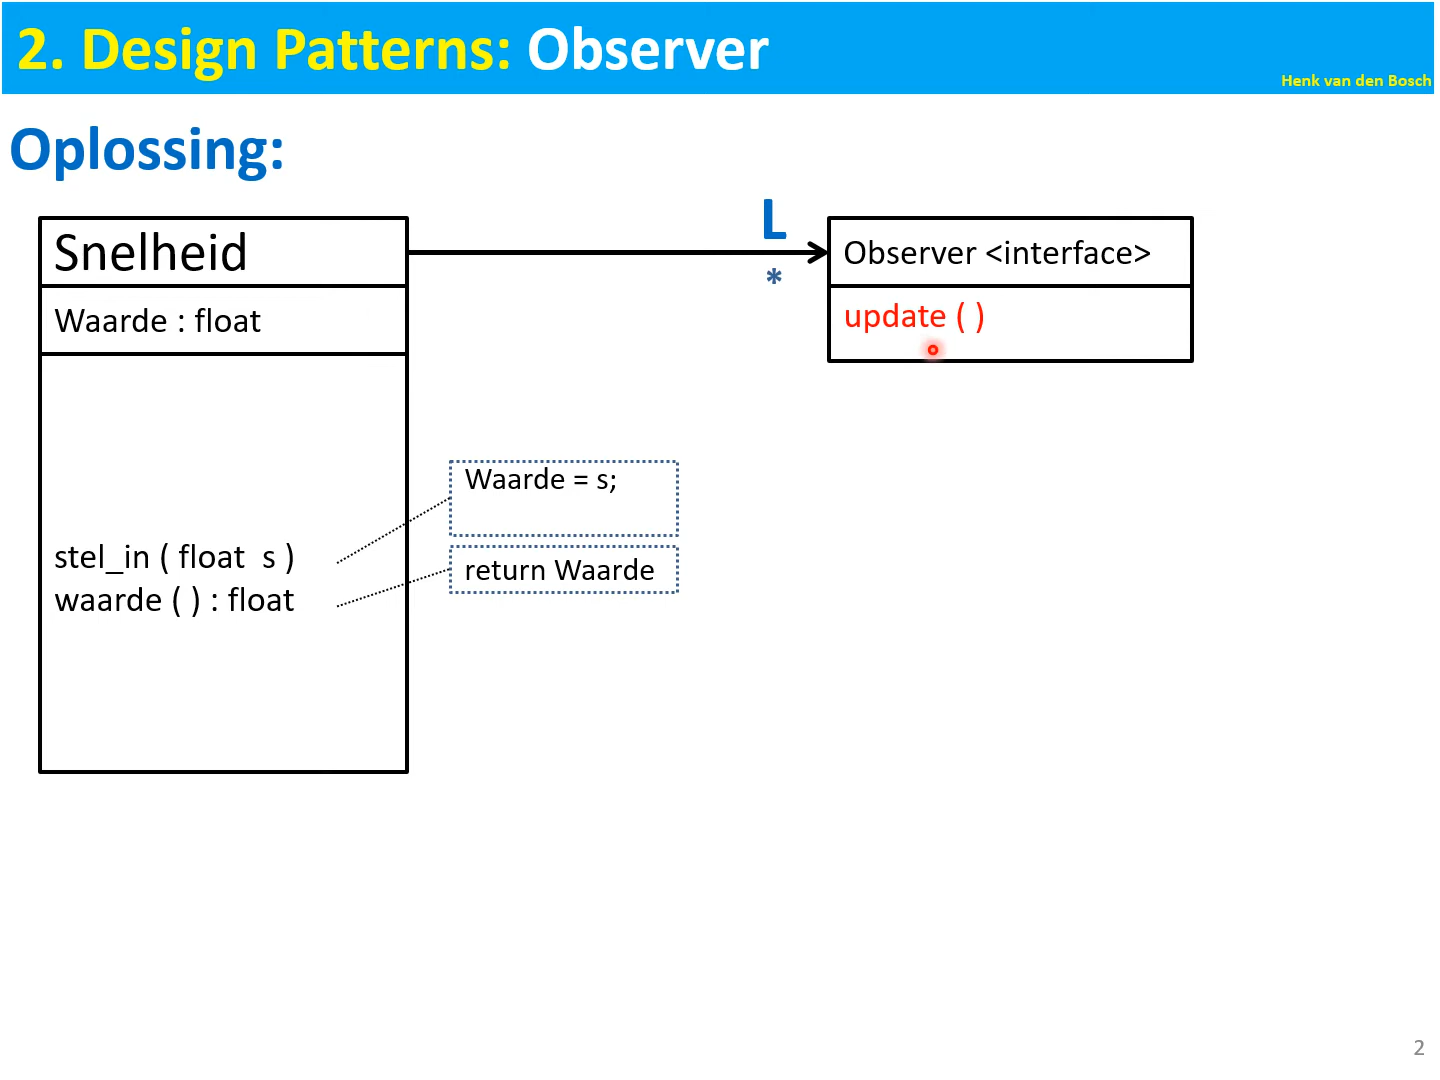 2. Design Patterns: Observer
Henk van den Bosch
Oplossing:
Snelheid
L
*
Observer <interface>
Waarde : float
update ( )
Waarde = s;
stel_in ( float s )
return Waarde
waarde ( ) : float
2